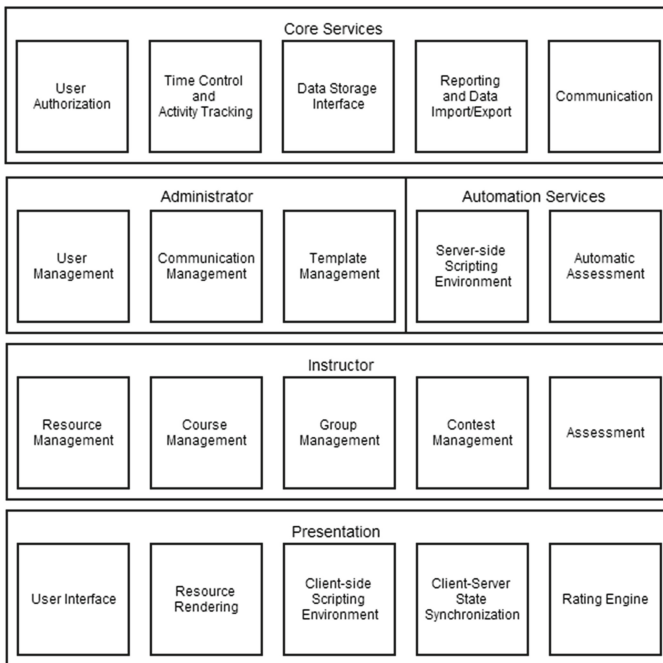 Core Services
User
Authorization
Time Control
and
Activity Tracking
Data Storage
Interface
Reporting
and Data
Import/Export
Communication
Administrator
User
Management
Communication
Management
Template
Management
Automation Services
Server-side
Scripting
Environment
Automatic
Assessment
Instructor
Resource
Management
Course
Management
Group
Management
Contest
Management
Assessment
Presentation
User Interface
Resource
Rendering
Client-side
Scripting
Environment
Client-Server
State
Synchronization
Rating Engine